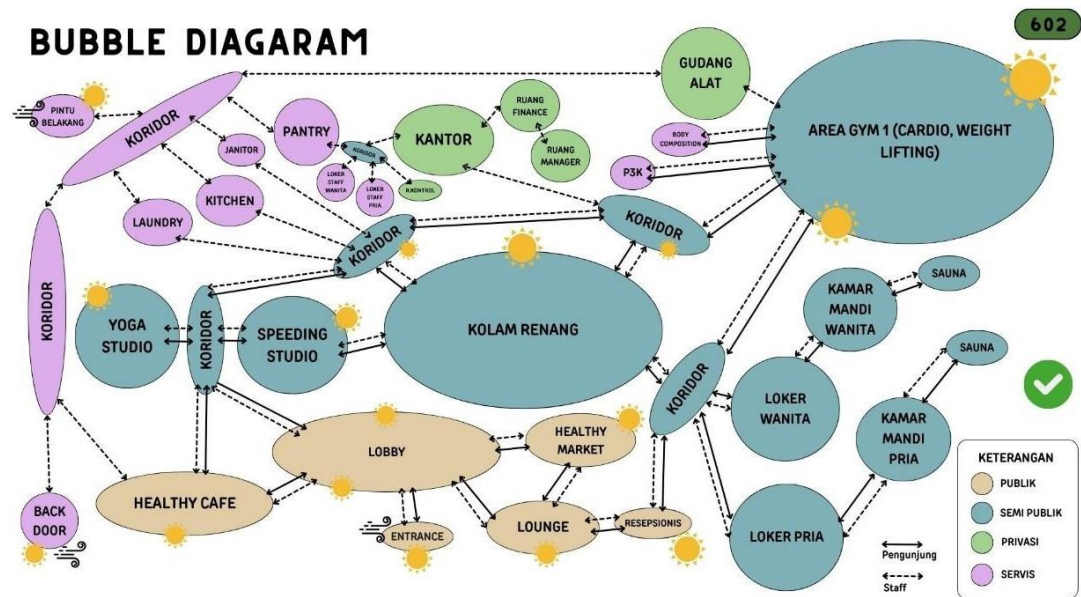 BUBBLE DIAGARAM
602
PINTU
BELAKANG
KORIDOR
JANITOR
PANTRY
KORIDOR
LOKER
STAFF
WANITA
LOKER
STAFF
PRIA
KANTOR
R.KONTROL
RUANG
FINANCE
RUANG
MANAGER
GUDANG
ALAT
BODY
COMPOSITION
P3K
AREA GYM 1 (CARDIO, WEIGHT
LIFTING)
LAUNDRY
KITCHEN
KORIDOR
KORIDOR
KORIDOR
YOGA
STUDIO
KORIDOR
SPEEDING
STUDIO
KOLAM RENANG
KORIDOR
KAMAR
MANDI
WANITA
SAUNA
SAUNA
LOKER
WANITA
KAMAR
MANDI
PRIA
LOKER PRIA
LOBBY
HEALTHY
MARKET
HEALTHY CAFE
BACK
DOOR
ENTRANCE
LOUNGE
RESEPSIONIS
Pengunjung
Staff
KETERANGAN
PUBLIK
SEMI PUBLIK
PRIVASI
SERVIS